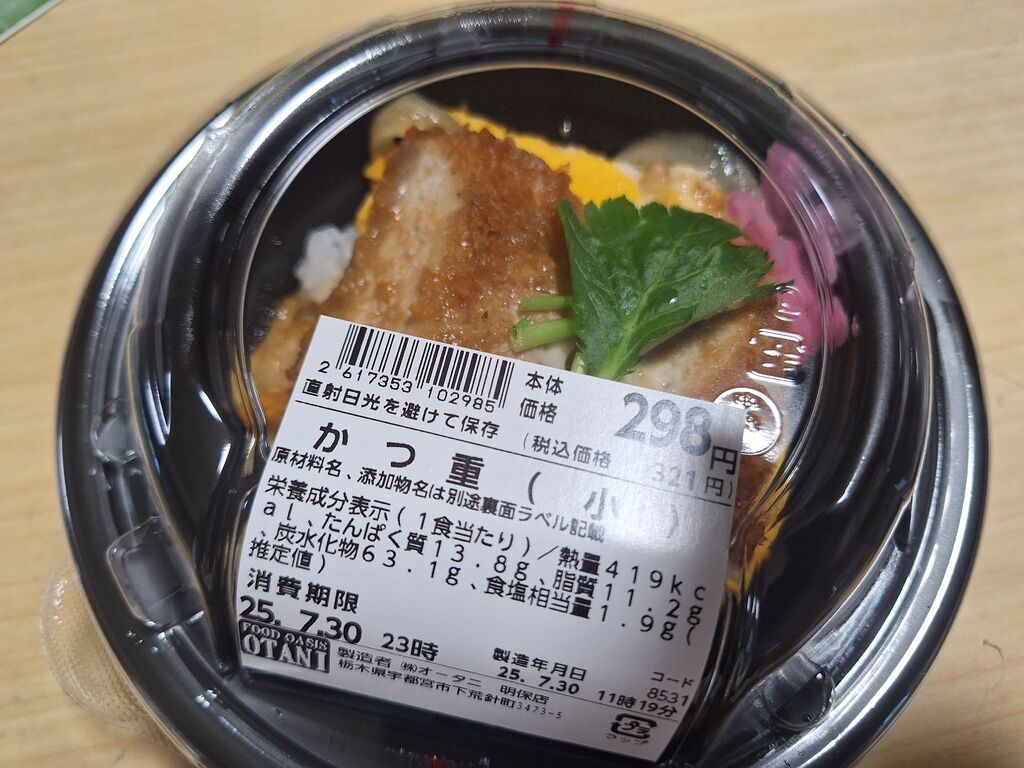 2 617353 102985
直射日光を避けて保存
本体価格 298円
(税込価格 321円)
かつ重(小)
原材料名、添加物名は別途裏面ラベル記載
栄養成分表示(1食当たり)/熱量419kc
al、たんぱく質13.8g、脂質11.2g
、炭水化物63.1g、食塩相当量1.9g(
推定値)
消費期限
25. 7.30 23時
製造年月日
25. 7.30 11時19分
コード
8531
FOOD OASIS
OTANI
製造者 ㈱オータニ 明保店
栃木県宇都宮市下荒針町3473-5
プラ
カップ